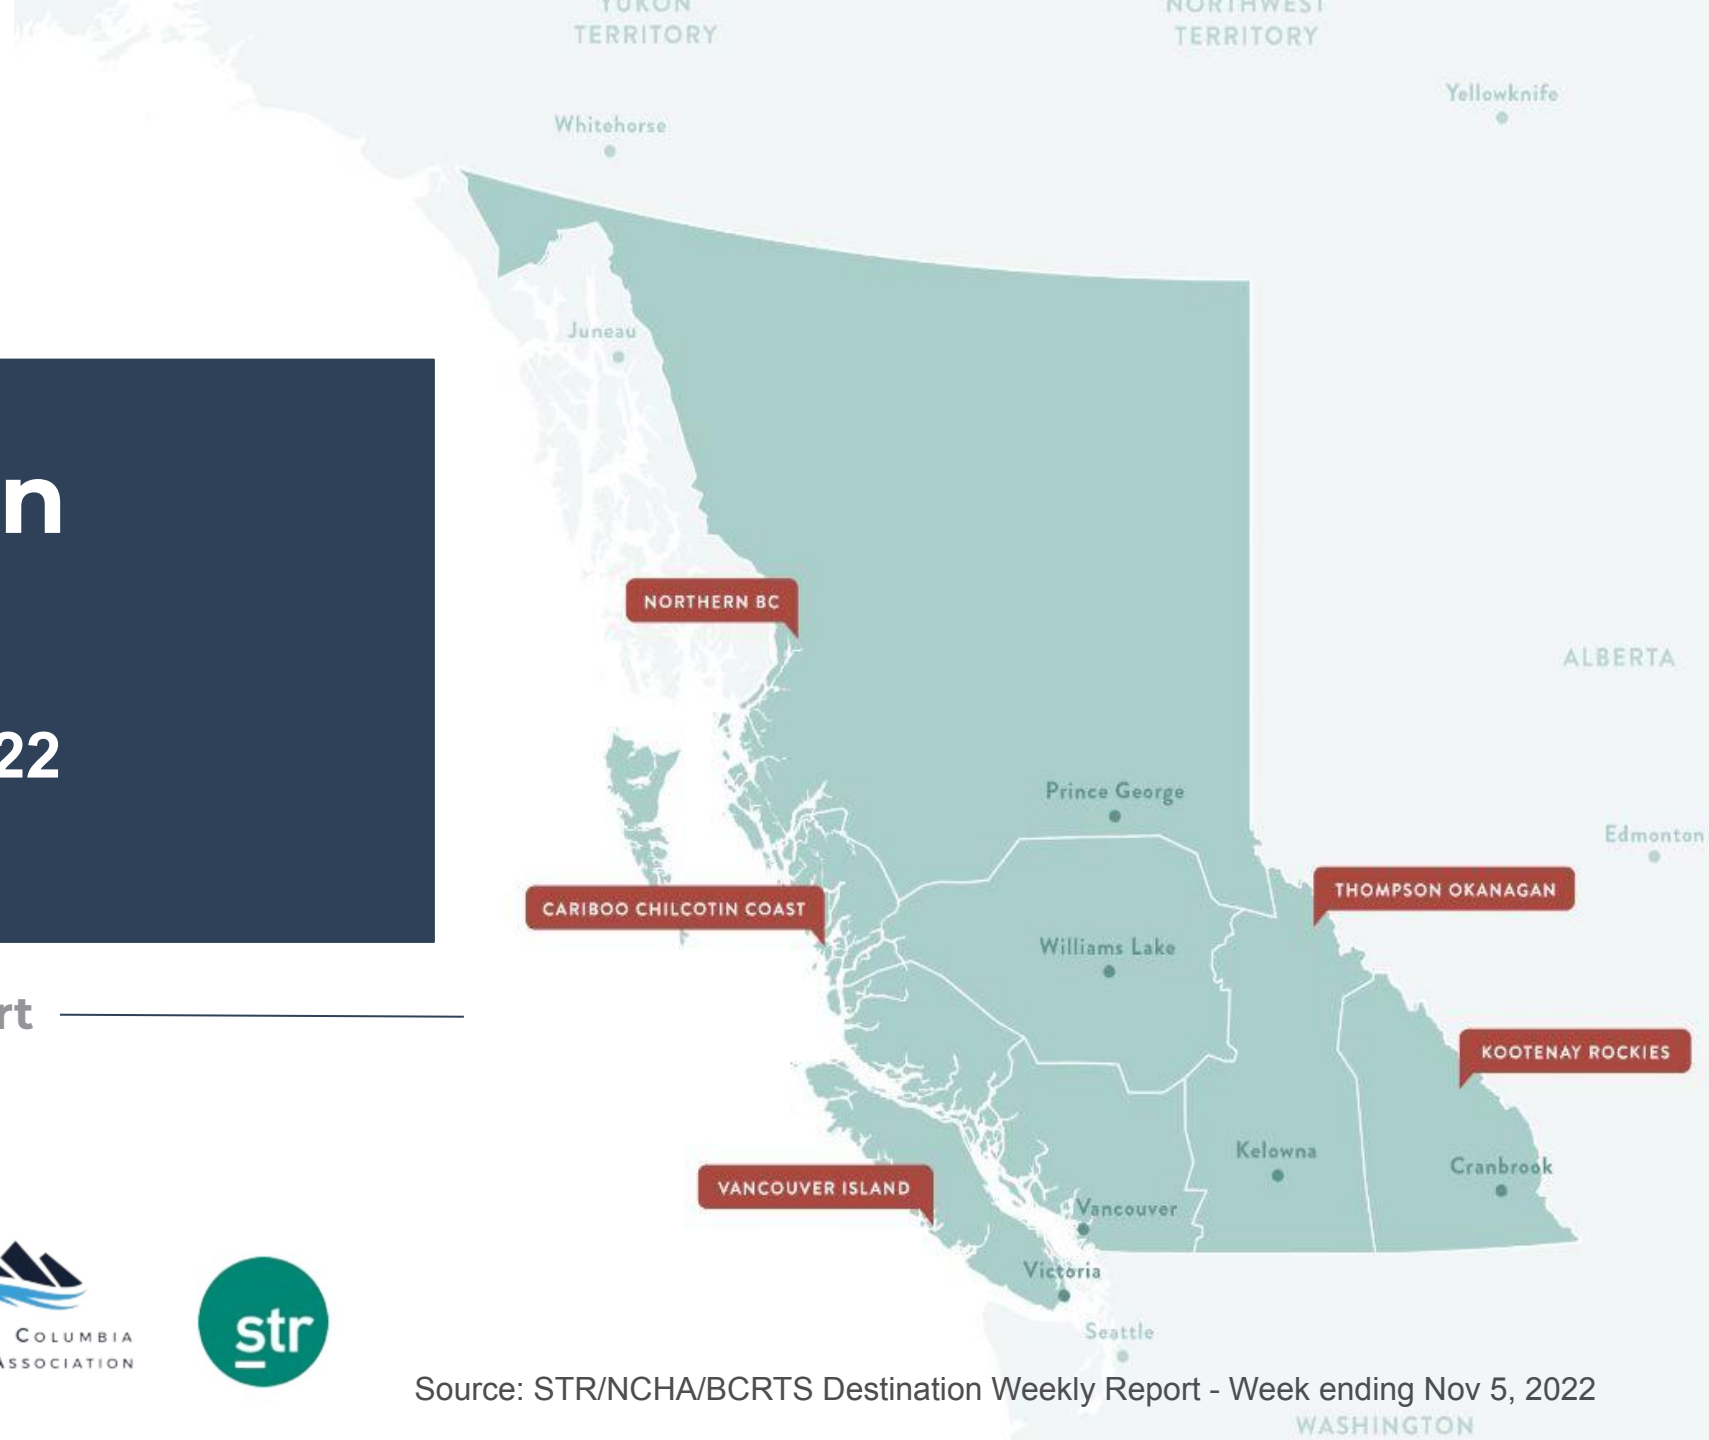 YUKON
TERRITORY
NORTHWEST
TERRITORY
Yellowknife
Whitehorse
Juneau
n
NORTHERN BC
ALBERTA
22
Prince George
Edmonton
THOMPSON OKANAGAN
CARIBOO CHILCOTIN COAST
Williams Lake
rt
KOOTENAY ROCKIES
Kelowna
Cranbrook
VANCOUVER ISLAND
Vancouver
Victoria
COLUMBIA
ASSOCIATION
str
Seattle
Source: STR/NCHA/BCRTS Destination Weekly Report - Week ending Nov 5, 2022
WASHINGTON